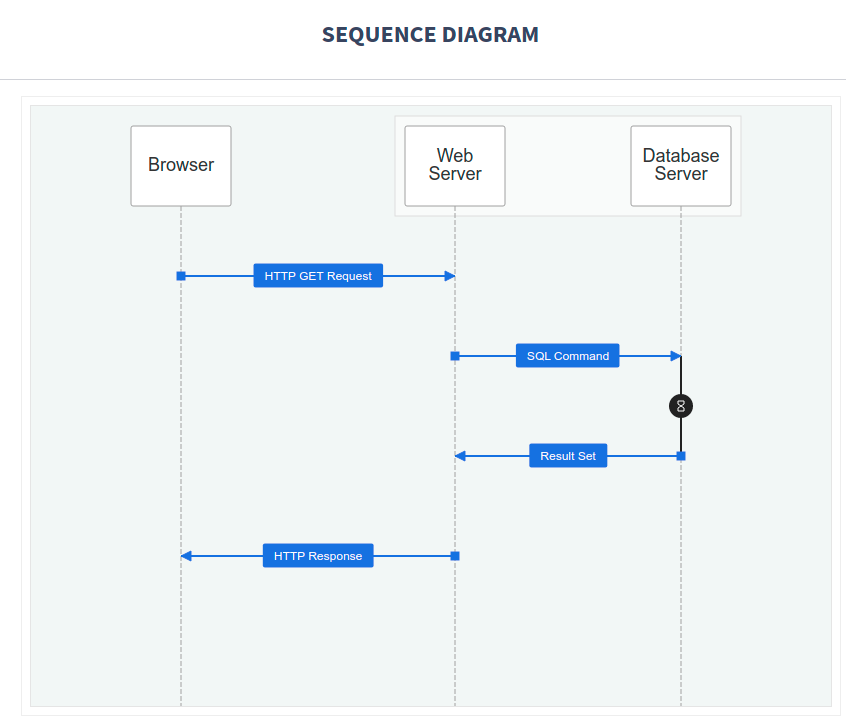 SEQUENCE DIAGRAM
Browser
Web
Server
Database
Server
HTTP GET Request
SQL Command
Result Set
HTTP Response